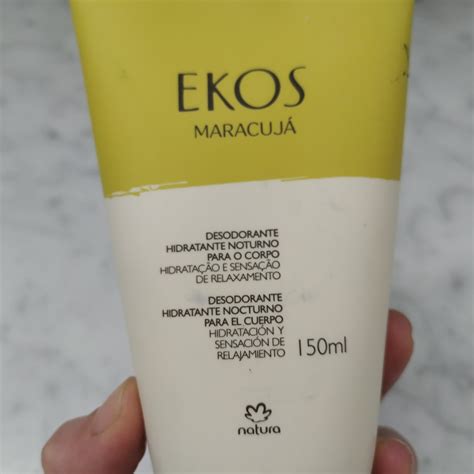 EKOS
MARACUJÁ
DESODORANTE
HIDRATANTE NOTURNO
PARA O CORPO
HIDRATAÇÃO E SENSAÇÃO
DE RELAXAMENTO
DESODORANTE
HIDRATANTE NOCTURNO
PARA EL CUERPO
HIDRATACIÓN Y
SENSACIÓN DE
RELAJAMIENTO
150ml
natura